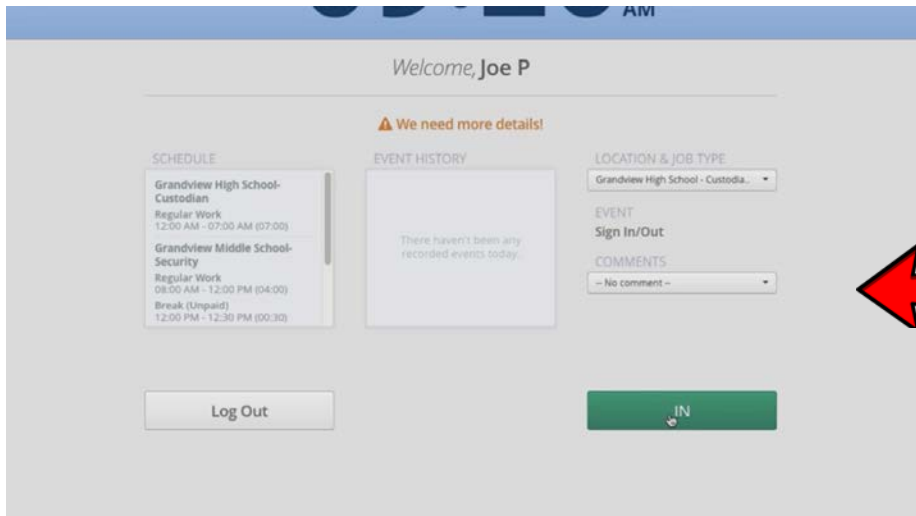 AM
Welcome, Joe P
We need more details!
SCHEDULE
Grandview High School-
Custodian
Regular Work
12:00 AM - 07:00 AM (07:00)
Grandview Middle School-
Security
Regular Work
08:00 AM - 12:00 PM (04:00)
Break (Unpaid)
12:00 PM - 12:30 PM (00:30)
EVENT HISTORY
There haven't been any
recorded events today.
LOCATION & JOB TYPE
Grandview High School - Custodia..
EVENT
Sign In/Out
COMMENTS
-- No comment --
Log Out
IN